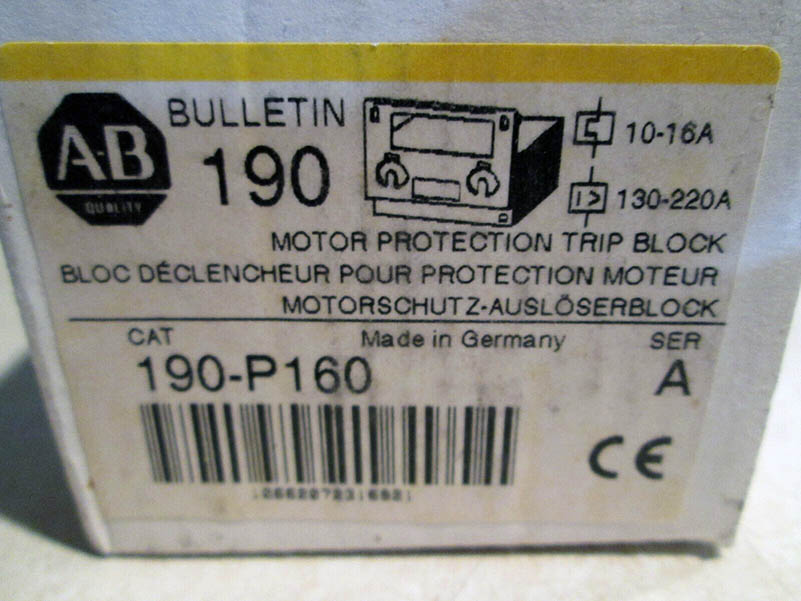 A-B
QUALITY
BULLETIN
190
10-16A
I> 130-220A
MOTOR PROTECTION TRIP BLOCK
BLOC DÉCLENCHEUR POUR PROTECTION MOTEUR
MOTORSCHUTZ-AUSLÖSERBLOCK
CAT Made in Germany SER
190-P160 A
CE